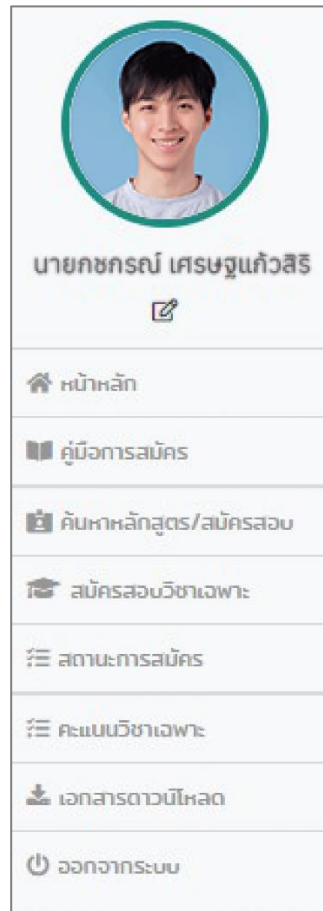 นายกชกรณ์ เศรษฐแก้วสิริ
หน้าหลัก
คู่มือการสมัคร
ค้นหาหลักสูตร/สมัครสอบ
สมัครสอบวิชาเฉพาะ
สถานะการสมัคร
คะแนนวิชาเฉพาะ
เอกสารดาวน์โหลด
ออกจากระบบ